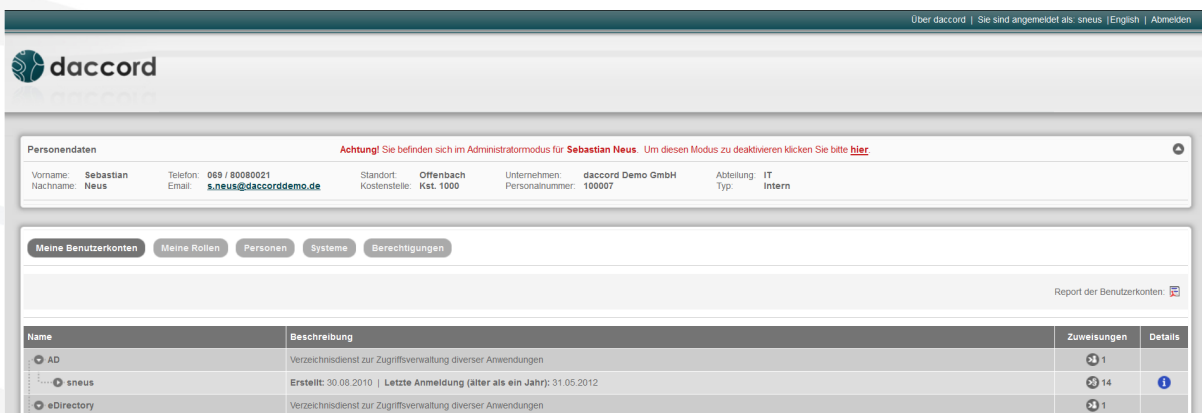 Über daccord | Sie sind angemeldet als: sneus |English | Abmelden
daccord
Personendaten
Achtung! Sie befinden sich im Administratormodus für Sebastian Neus. Um diesen Modus zu deaktivieren klicken Sie bitte hier.
Vorname: Sebastian Telefon: 069 / 80080021 Standort: Offenbach Unternehmen: daccord Demo GmbH Abteilung: IT
Nachname: Neus Email: s.neus@daccorddemo.de Kostenstelle: Kst. 1000 Personalnummer: 100007 Typ: Intern
Meine Benutzerkonten Meine Rollen Personen Systeme Berechtigungen
Report der Benutzerkonten:
Name Beschreibung Zuweisungen Details
AD Verzeichnisdienst zur Zugriffsverwaltung diverser Anwendungen 1
sneus Erstellt: 30.08.2010 | Letzte Anmeldung (älter als ein Jahr): 31.05.2012 14
eDirectory Verzeichnisdienst zur Zugriffsverwaltung diverser Anwendungen 1